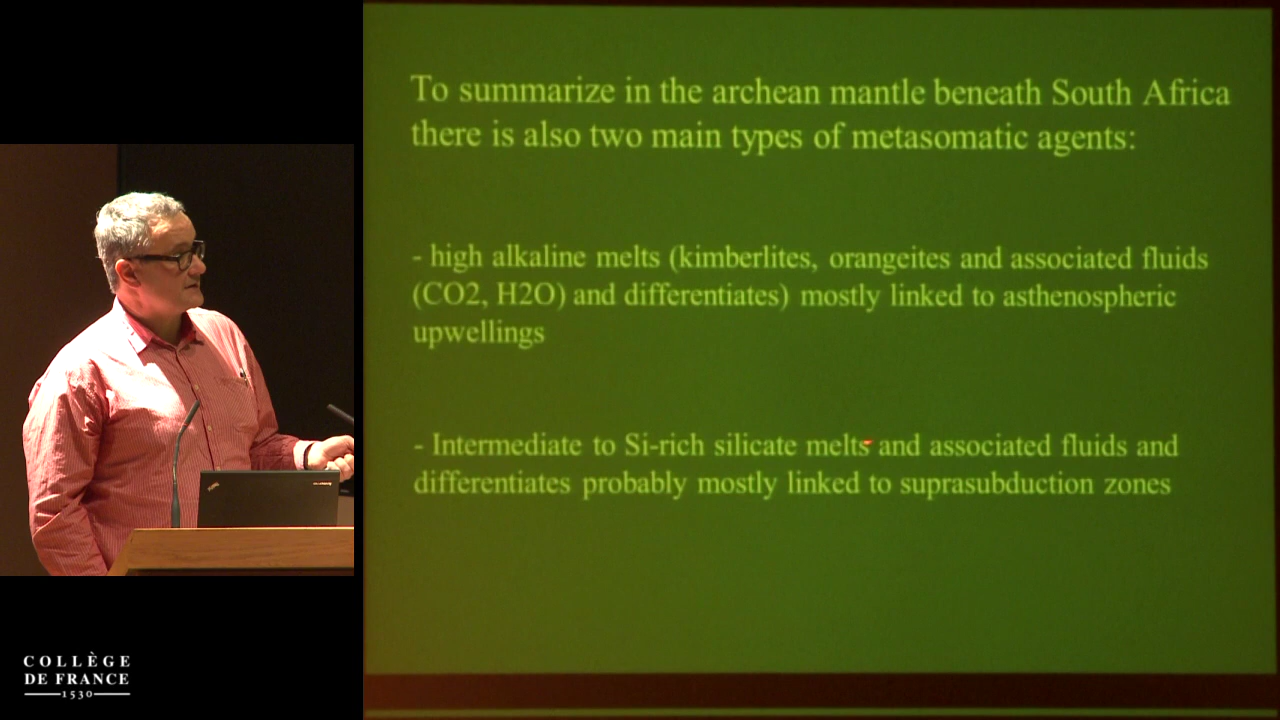 To summarize in the archean mantle beneath South Africa
there is also two main types of metasomatic agents:
- high alkaline melts (kimberlites, orangeites and associated fluids
(CO2, H2O) and differentiates) mostly linked to asthenospheric
upwellings
- Intermediate to Si-rich silicate melts and associated fluids and
differentiates probably mostly linked to suprasubduction zones
COLLÈGE
DE FRANCE
1530